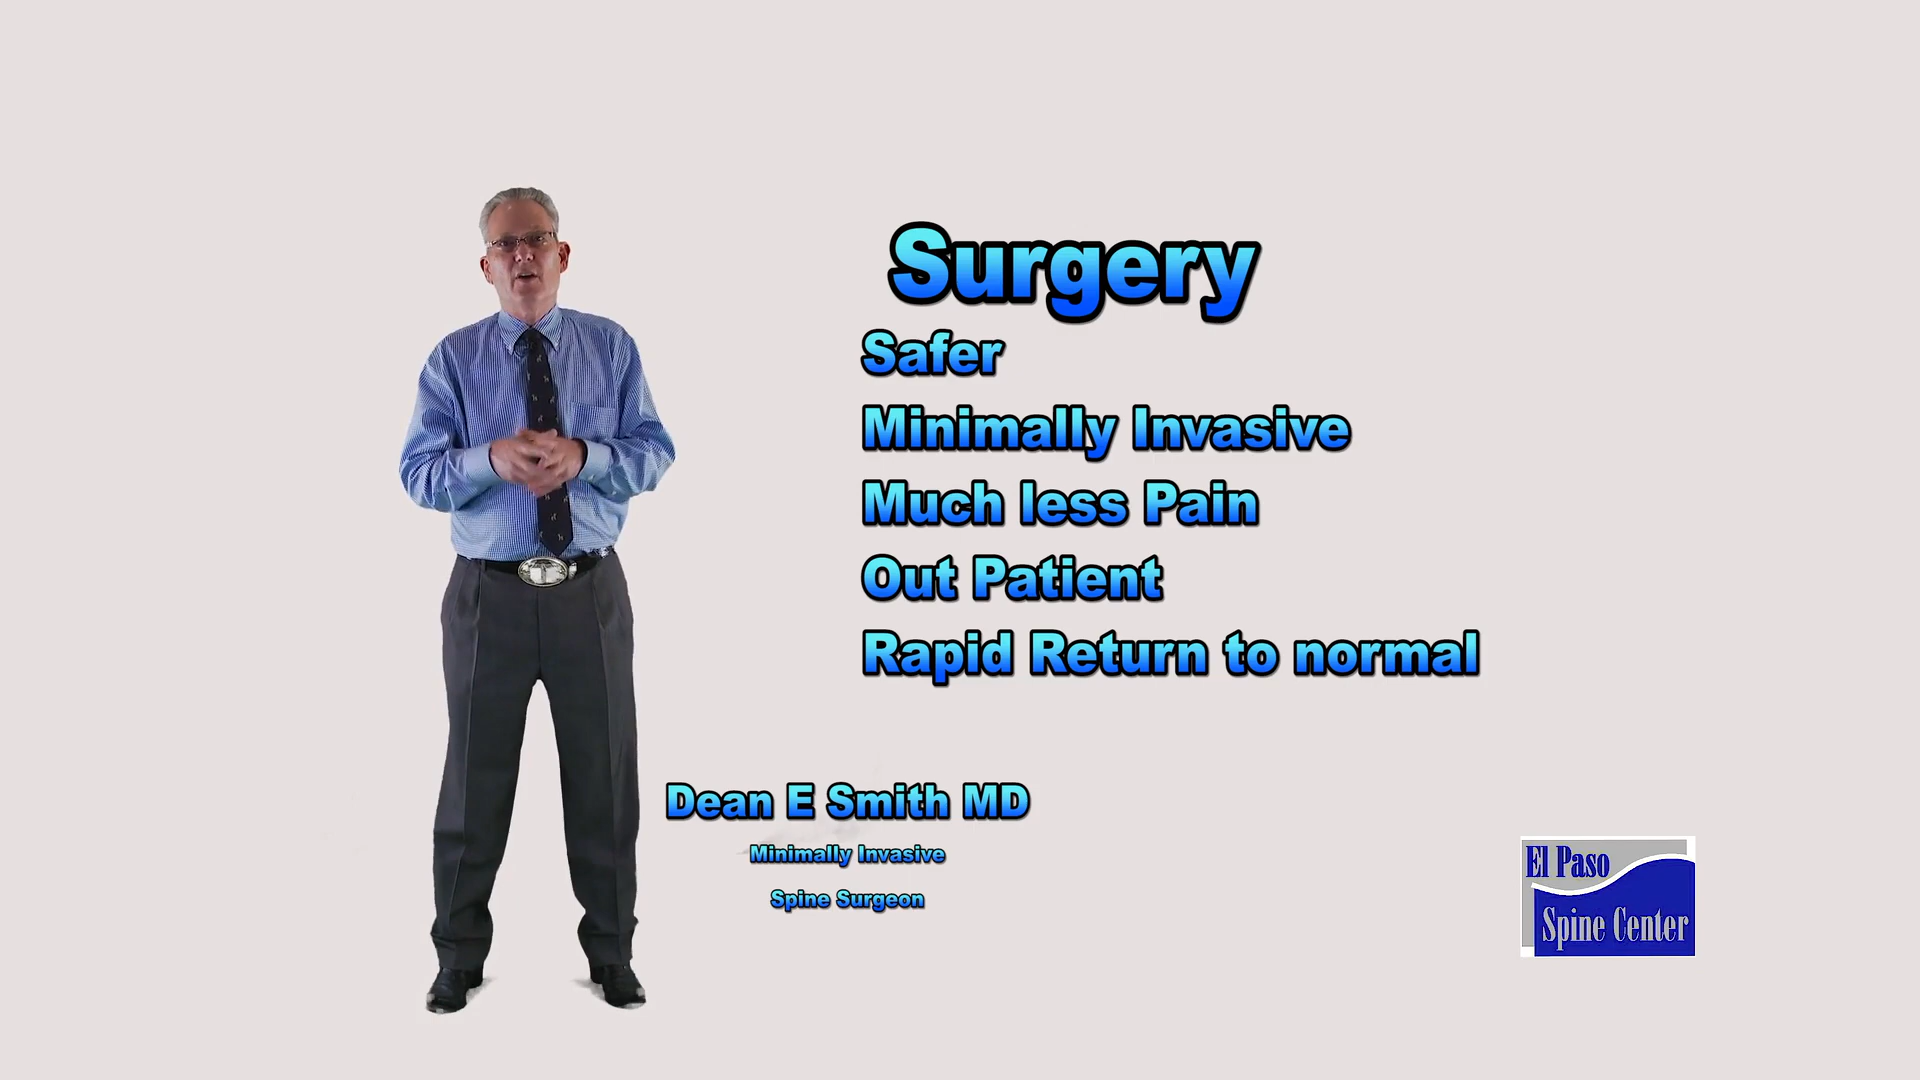 Surgery
Safer
Minimally Invasive
Much less Pain
Out Patient
Rapid Return to normal
Dean E Smith MD
Minimally Invasive
Spine Surgeon
El Paso
Spine Center